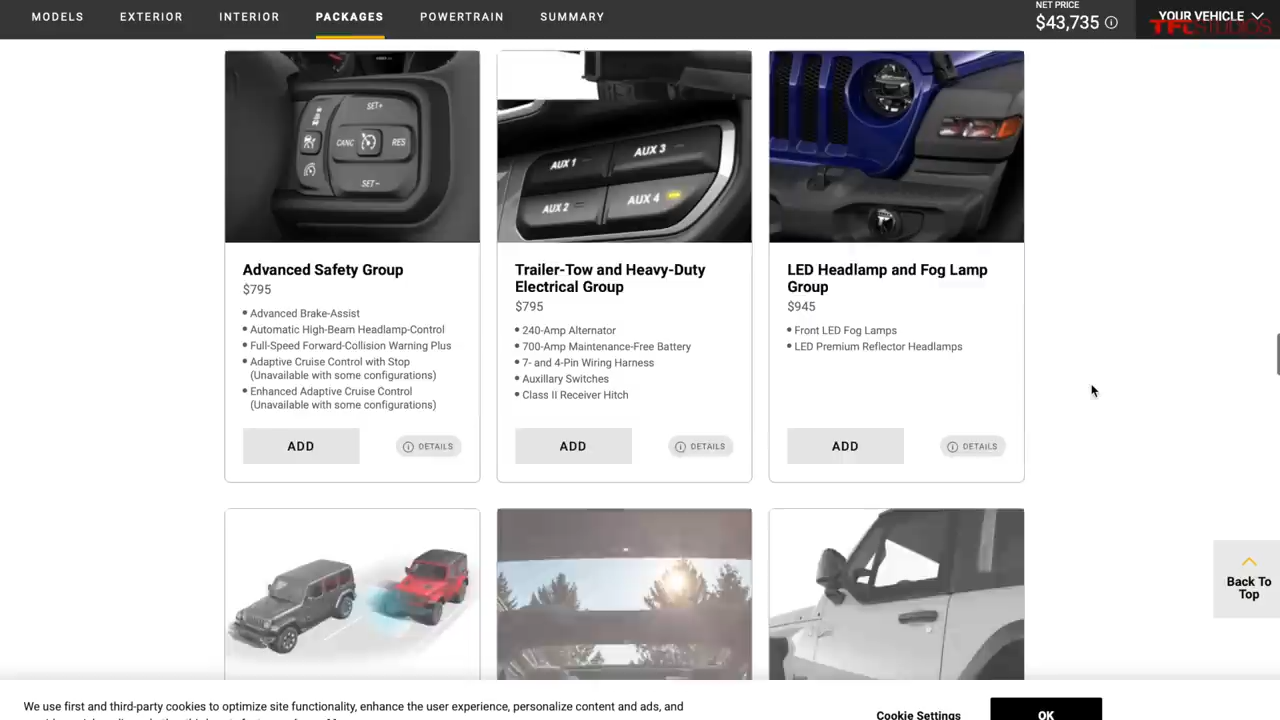 MODELS
EXTERIOR
INTERIOR
PACKAGES
POWERTRAIN
SUMMARY
NET PRICE
$43,735
YOUR VEHICLE
TFLSTUDIOS
SET+
CANC
RES
SET-
AUX 1
AUX 3
AUX 2
AUX 4
Advanced Safety Group
$795
Advanced Brake-Assist
Automatic High-Beam Headlamp-Control
Full-Speed Forward-Collision Warning Plus
Adaptive Cruise Control with Stop
(Unavailable with some configurations)
Enhanced Adaptive Cruise Control
(Unavailable with some configurations)
ADD
DETAILS
Trailer-Tow and Heavy-Duty
Electrical Group
$795
240-Amp Alternator
700-Amp Maintenance-Free Battery
7- and 4-Pin Wiring Harness
Auxillary Switches
Class II Receiver Hitch
ADD
DETAILS
LED Headlamp and Fog Lamp
Group
$945
Front LED Fog Lamps
LED Premium Reflector Headlamps
ADD
DETAILS
Back To
Top
We use first and third-party cookies to optimize site functionality, enhance the user experience, personalize content and ads, and
Cookie Settings
OK